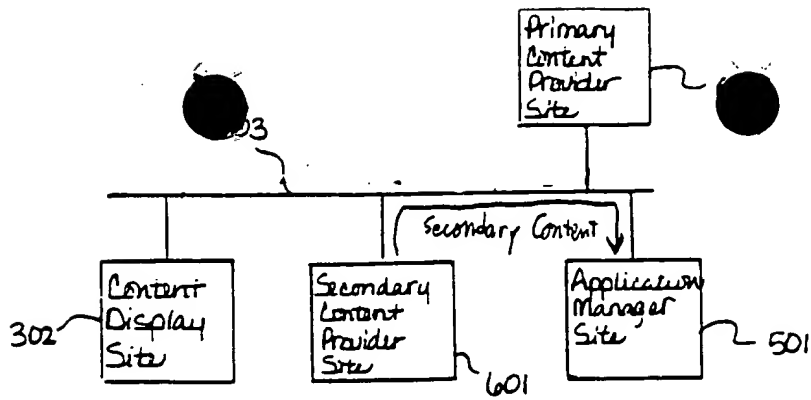 Primary
Content
Provider
Site
03
Secondary Content
Content
Display
Site
302
Secondary
Content
Provider
Site
601
Application
Manager
Site
501